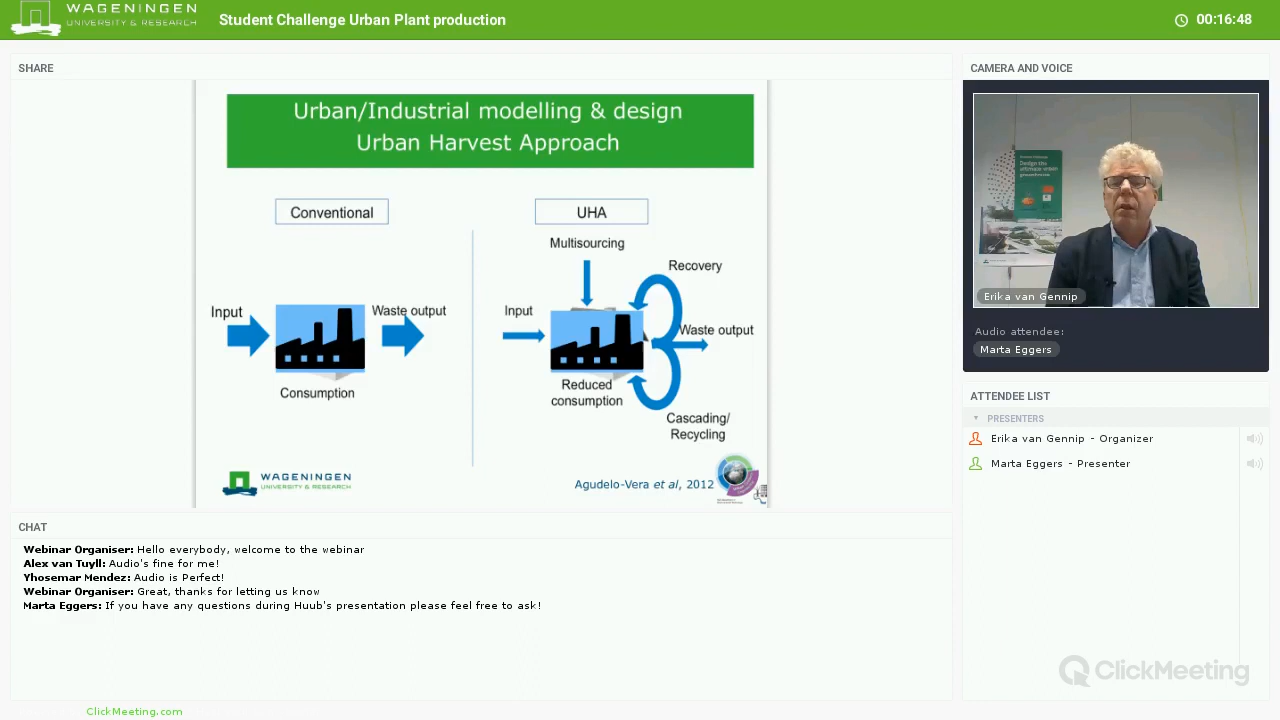 WAGENINGEN
UNIVERSITY & RESEARCH
Student Challenge Urban Plant production
00:16:48
SHARE
Urban/Industrial modelling & design
Urban Harvest Approach
Conventional
UHA
Multisourcing
Recovery
Input
Waste output
Input
Waste output
Consumption
Reduced
consumption
Cascading/
Recycling
WAGENINGEN
UNIVERSITY & RESEARCH
Agudelo-Vera et al, 2012
CAMERA AND VOICE
Design the
Erika van Gennip
Audio attendee:
Marta Eggers
ATTENDEE LIST
PRESENTERS
Erika van Gennip - Organizer
Marta Eggers - Presenter
CHAT
Webinar Organiser: Hello everybody, welcome to the webinar
Alex van Tuyll: Audio's fine for me!
Yhosemar Mendez: Audio is Perfect!
Webinar Organiser: Great, thanks for letting us know
Marta Eggers: If you have any questions during Huub's presentation please feel free to ask!
ClickMeeting
ClickMeeting.com